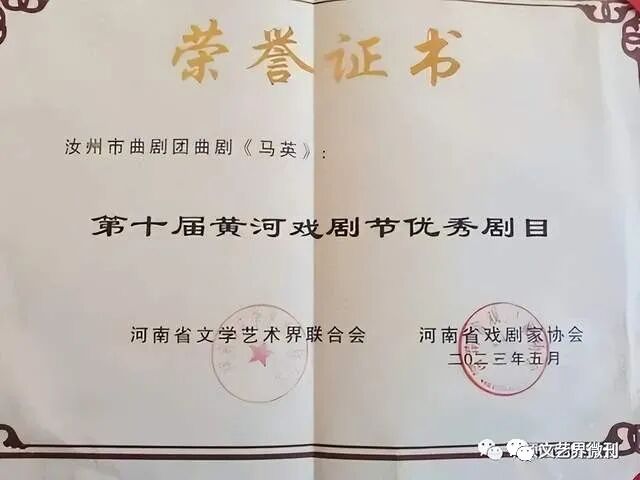 荣誉证书
汝州市曲剧团曲剧《马英》:
第十届黄河戏剧节优秀剧目
河南省文学艺术界联合会 河南省戏剧家协会
二〇二三年五月
文艺界微刊